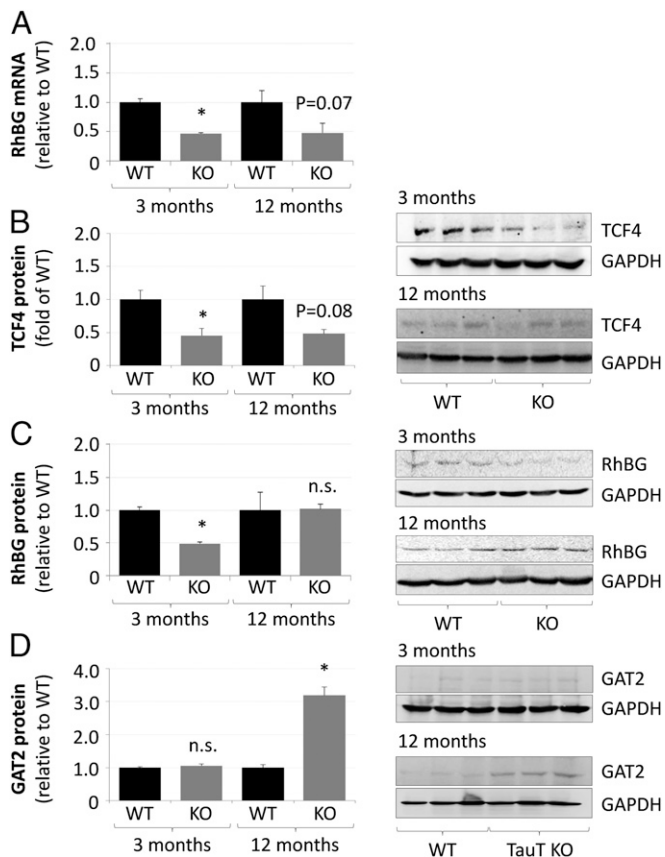 A
RhBG mRNA
(relative to WT)
2.0
1.5
1.0
0.5
0
*
P=0.07
WT KO WT KO
3 months 12 months
B
TCF4 protein
(fold of WT)
2.0
1.5
1.0
0.5
0
*
P=0.08
WT KO WT KO
3 months 12 months
3 months
TCF4
GAPDH
12 months
TCF4
GAPDH
WT KO
C
RhBG protein
(relative to WT)
2.0
1.5
1.0
0.5
0
*
n.s.
WT KO WT KO
3 months 12 months
3 months
RhBG
GAPDH
12 months
RhBG
GAPDH
WT KO
D
GAT2 protein
(relative to WT)
4.0
3.0
2.0
1.0
0
n.s.
*
WT KO WT KO
3 months 12 months
3 months
GAT2
GAPDH
12 months
GAT2
GAPDH
WT TauT KO